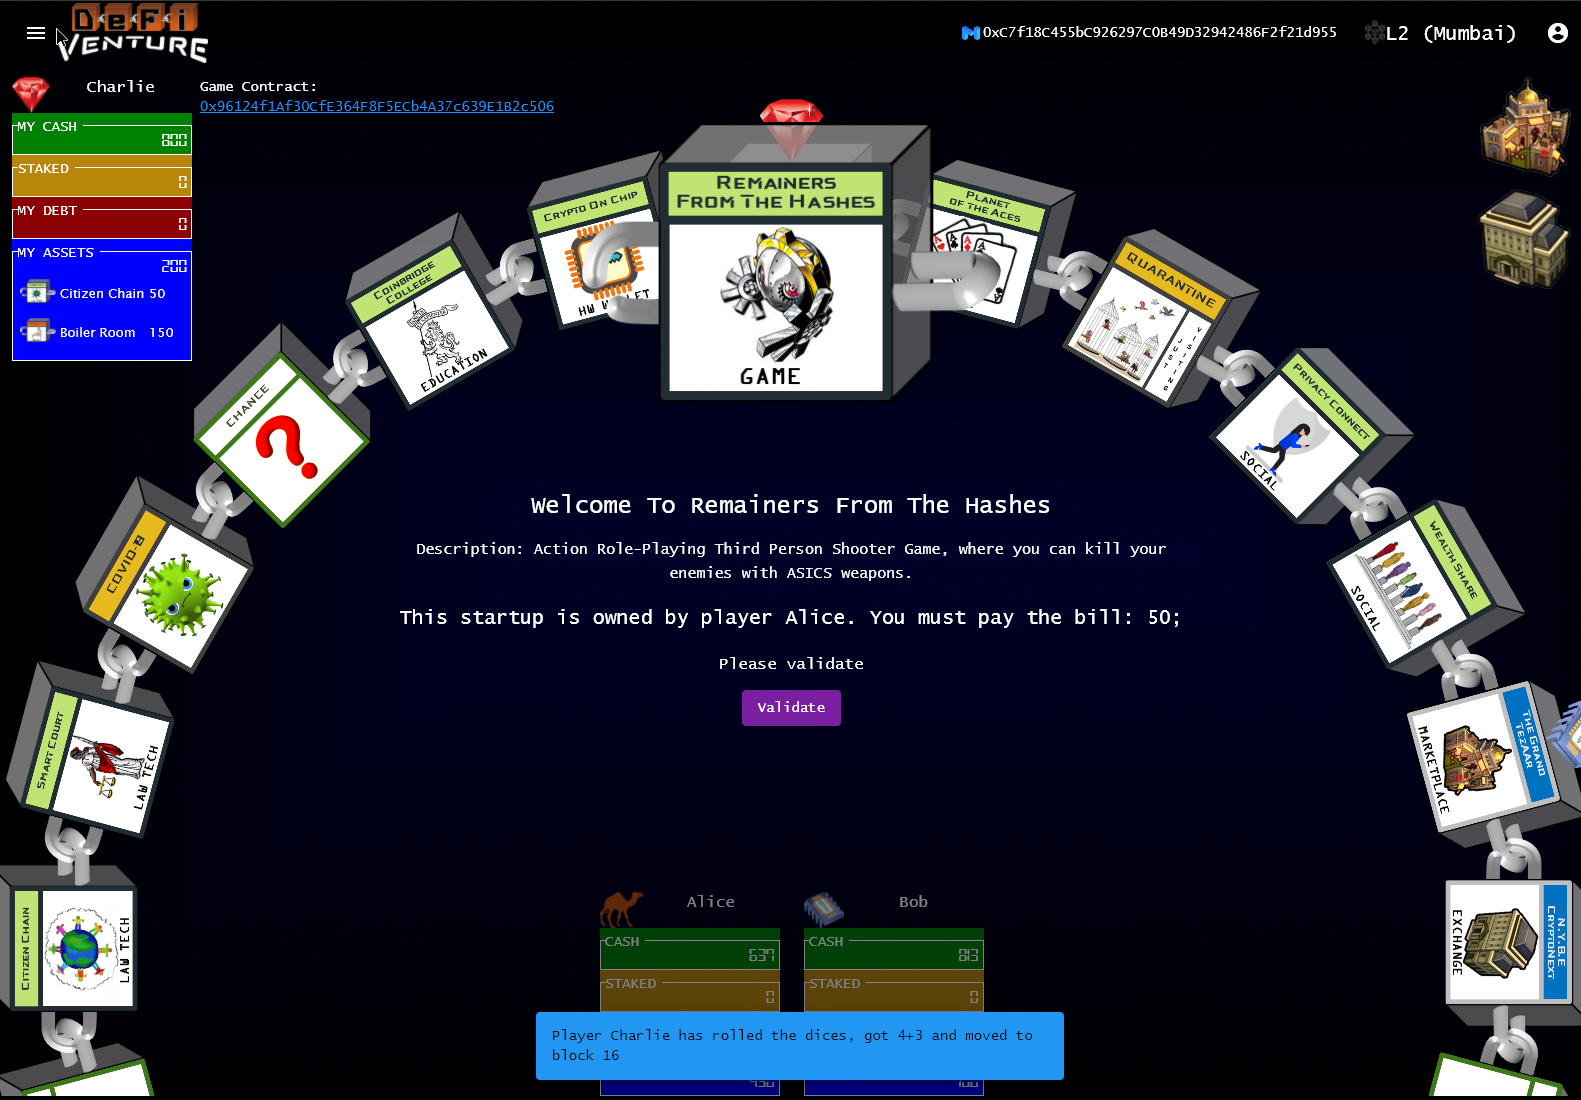 DeFi
VENTURE
0xC7f18C455bC926297C0B49D32942486F2f21d955
L2 (Mumbai)
Charlie
Game Contract:
0x96124f1Af30CfE364F8F5ECb4A37c639E1B2c506
MY CASH
800
STAKED
0
MY DEBT
0
MY ASSETS
200
Citizen Chain 50
Boiler Room 150
REMAINERS
FROM THE HASHES
GAME
CRYPTO ON CHIP
HW W LET
PLANET
OF THE ACES
A
A
A
A
COINBRIDGE
COLLEGE
EDUCATION
QUARANTINE
JUST
VISITING
CHANCE
?
PRIVACY CONNECT
SOCIAL
COVID-19
WEALTH SHARE
SOCIAL
SMART COURT
LAW TECH
THE GRAND
TEZAAR
MARKETPLACE
CITIZEN CHAIN
LAW TECH
N.Y.B.E
CRYPTONEXT
EXCHANGE
Welcome To Remainers From The Hashes
Description: Action Role-Playing Third Person Shooter Game, where you can kill your
enemies with ASICS weapons.
This startup is owned by player Alice. You must pay the bill: 50;
Please validate
Validate
Alice
Bob
CASH
637
CASH
813
STAKED
0
STAKED
0
Player Charlie has rolled the dices, got 4+3 and moved to
block 16